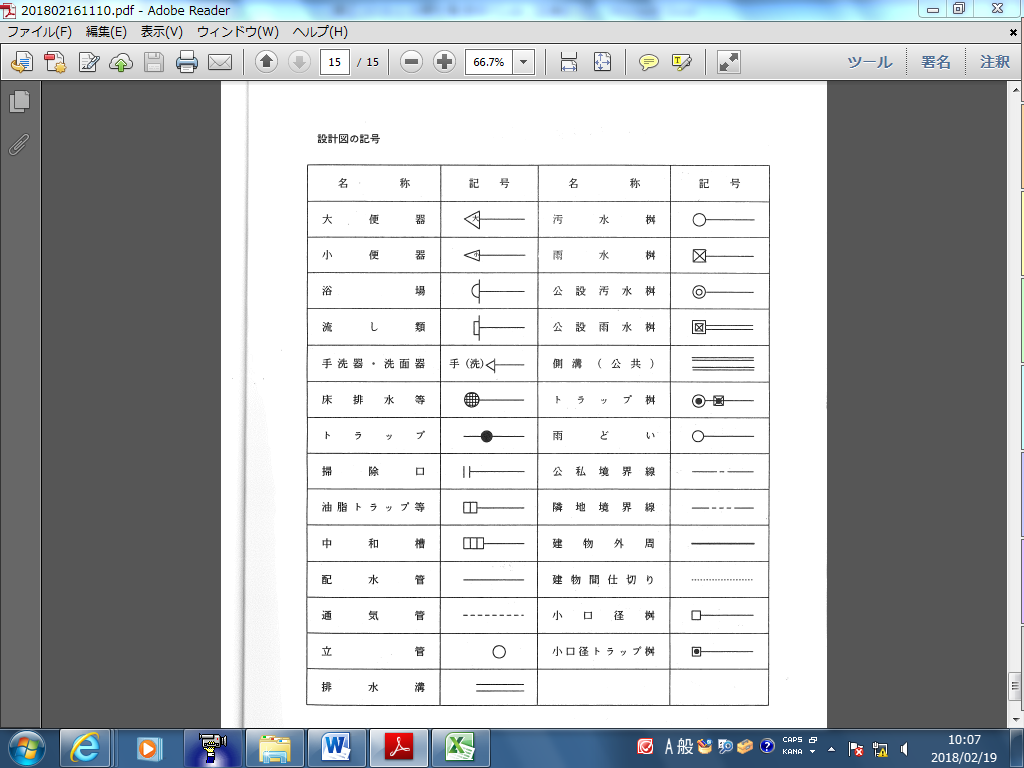 201802161110.pdf - Adobe Reader
ファイル(F) 編集(E) 表示(V) ウィンドウ(W) ヘルプ(H)
15 / 15 66.7% ツール 署名 注釈
設計図の記号
名称 記号 名称 記号
大便器 大 汚水桝
小便器 雨水桝
浴場 公設汚水桝
流し類 公設雨水桝
手洗器・洗面器 手(洗) 側溝(公共)
床排水等 トラップ桝
トラップ 雨どい
掃除口 公私境界線
油脂トラップ等 隣地境界線
中和槽 建物外周
配水管 建物間仕切り
通気管 小口径桝
立管 小口径トラップ桝
排水溝
A 般 CAPS KANA
10:07
2018/02/19